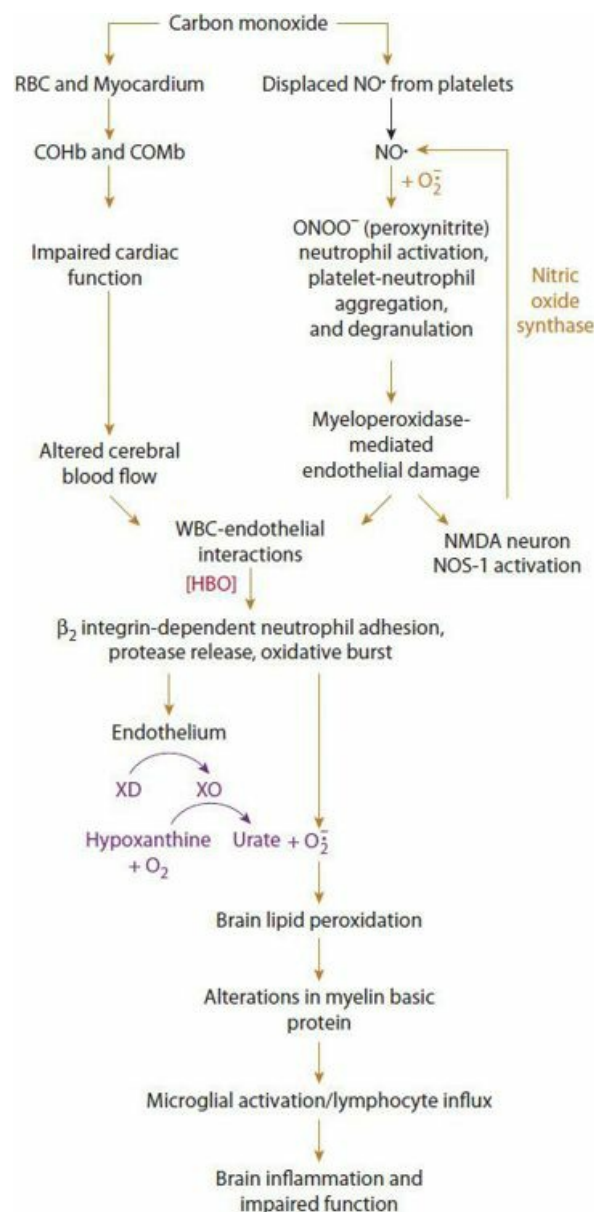 Carbon monoxide
RBC and Myocardium
Displaced NO• from platelets
COHb and COMb
NO•
+ O₂•̄
Impaired cardiac
function
ONOO⁻ (peroxynitrite)
neutrophil activation,
platelet-neutrophil
aggregation,
and degranulation
Nitric
oxide
synthase
Altered cerebral
blood flow
Myeloperoxidase-
mediated
endothelial damage
WBC-endothelial
interactions
NMDA neuron
NOS-1 activation
[HBO]
β₂ integrin-dependent neutrophil adhesion,
protease release, oxidative burst
Endothelium
XD
XO
Hypoxanthine
+ O₂
Urate + O₂•̄
Brain lipid peroxidation
Alterations in myelin basic
protein
Microglial activation/lymphocyte influx
Brain inflammation and
impaired function